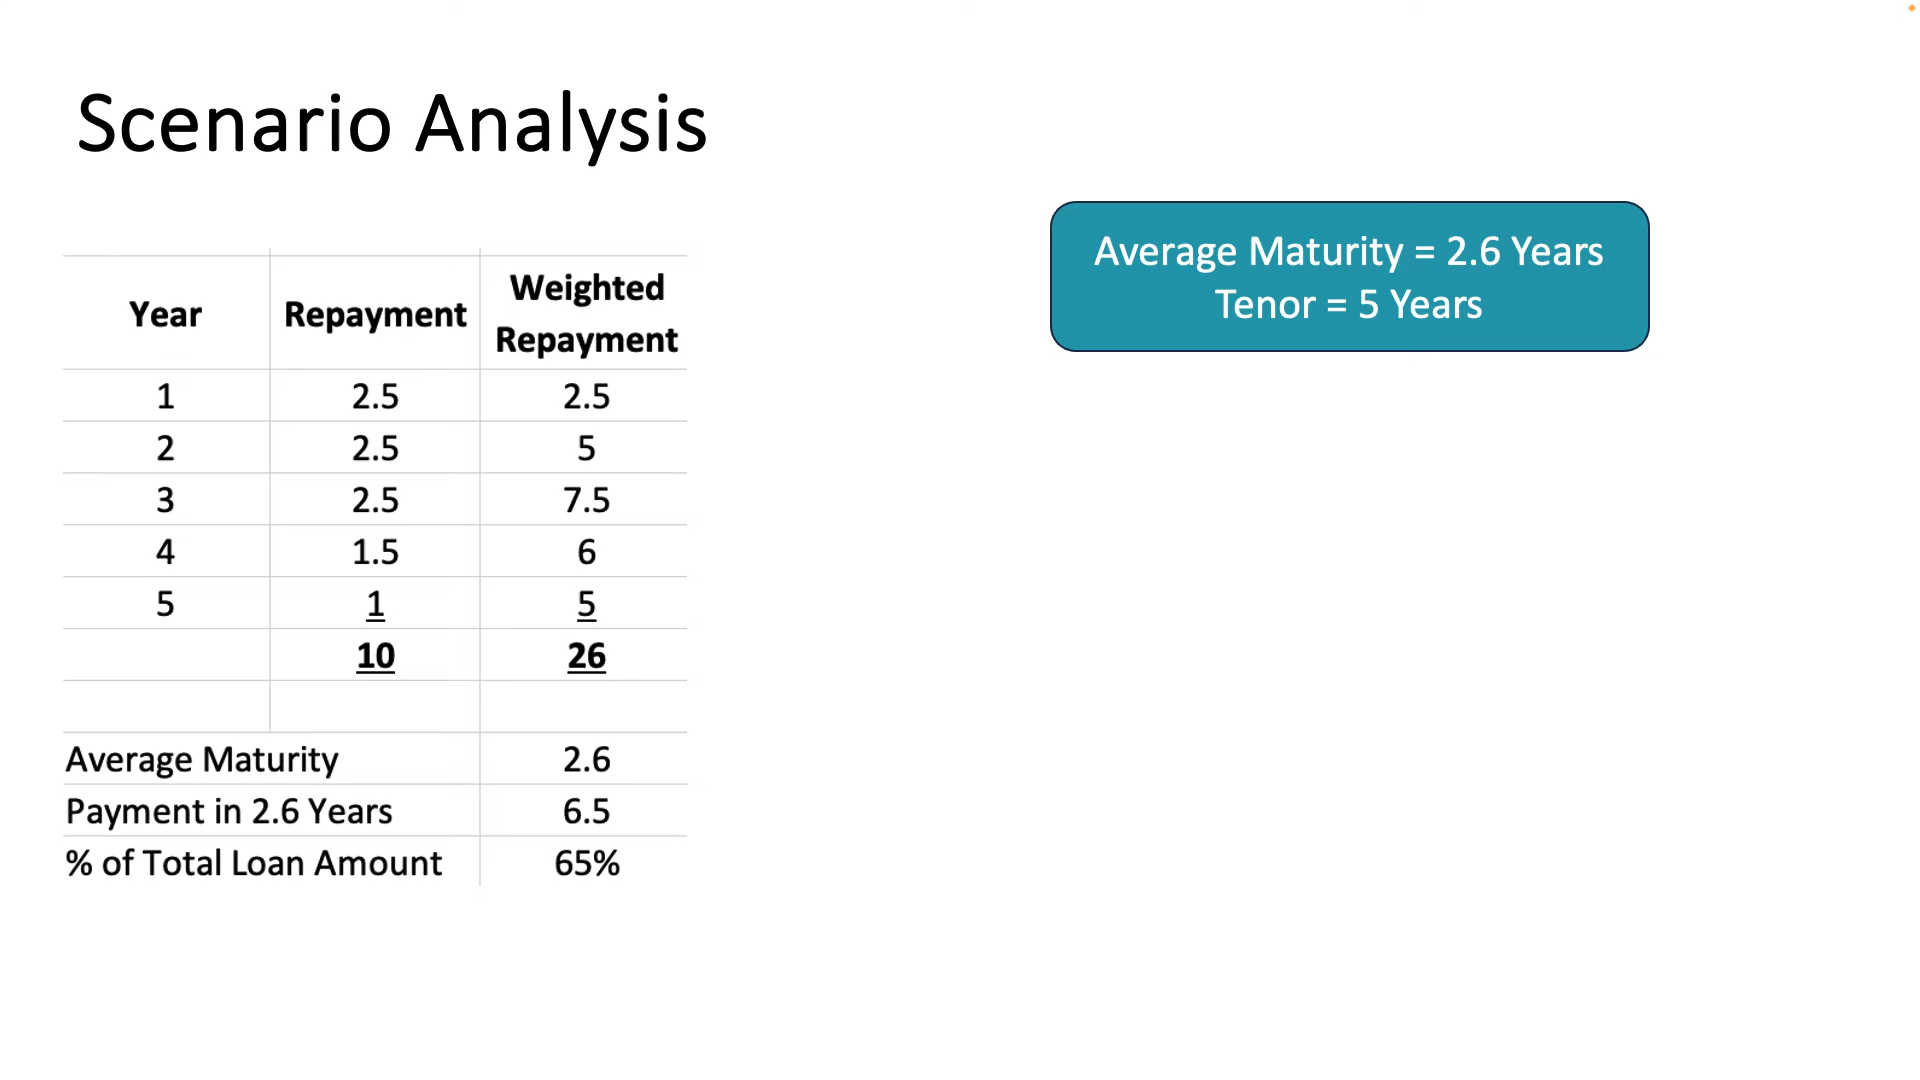 Scenario Analysis
Average Maturity = 2.6 Years
Tenor = 5 Years
Year Repayment Weighted Repayment
1 2.5 2.5
2 2.5 5
3 2.5 7.5
4 1.5 6
5 1 5
10 26
Average Maturity 2.6
Payment in 2.6 Years 6.5
% of Total Loan Amount 65%